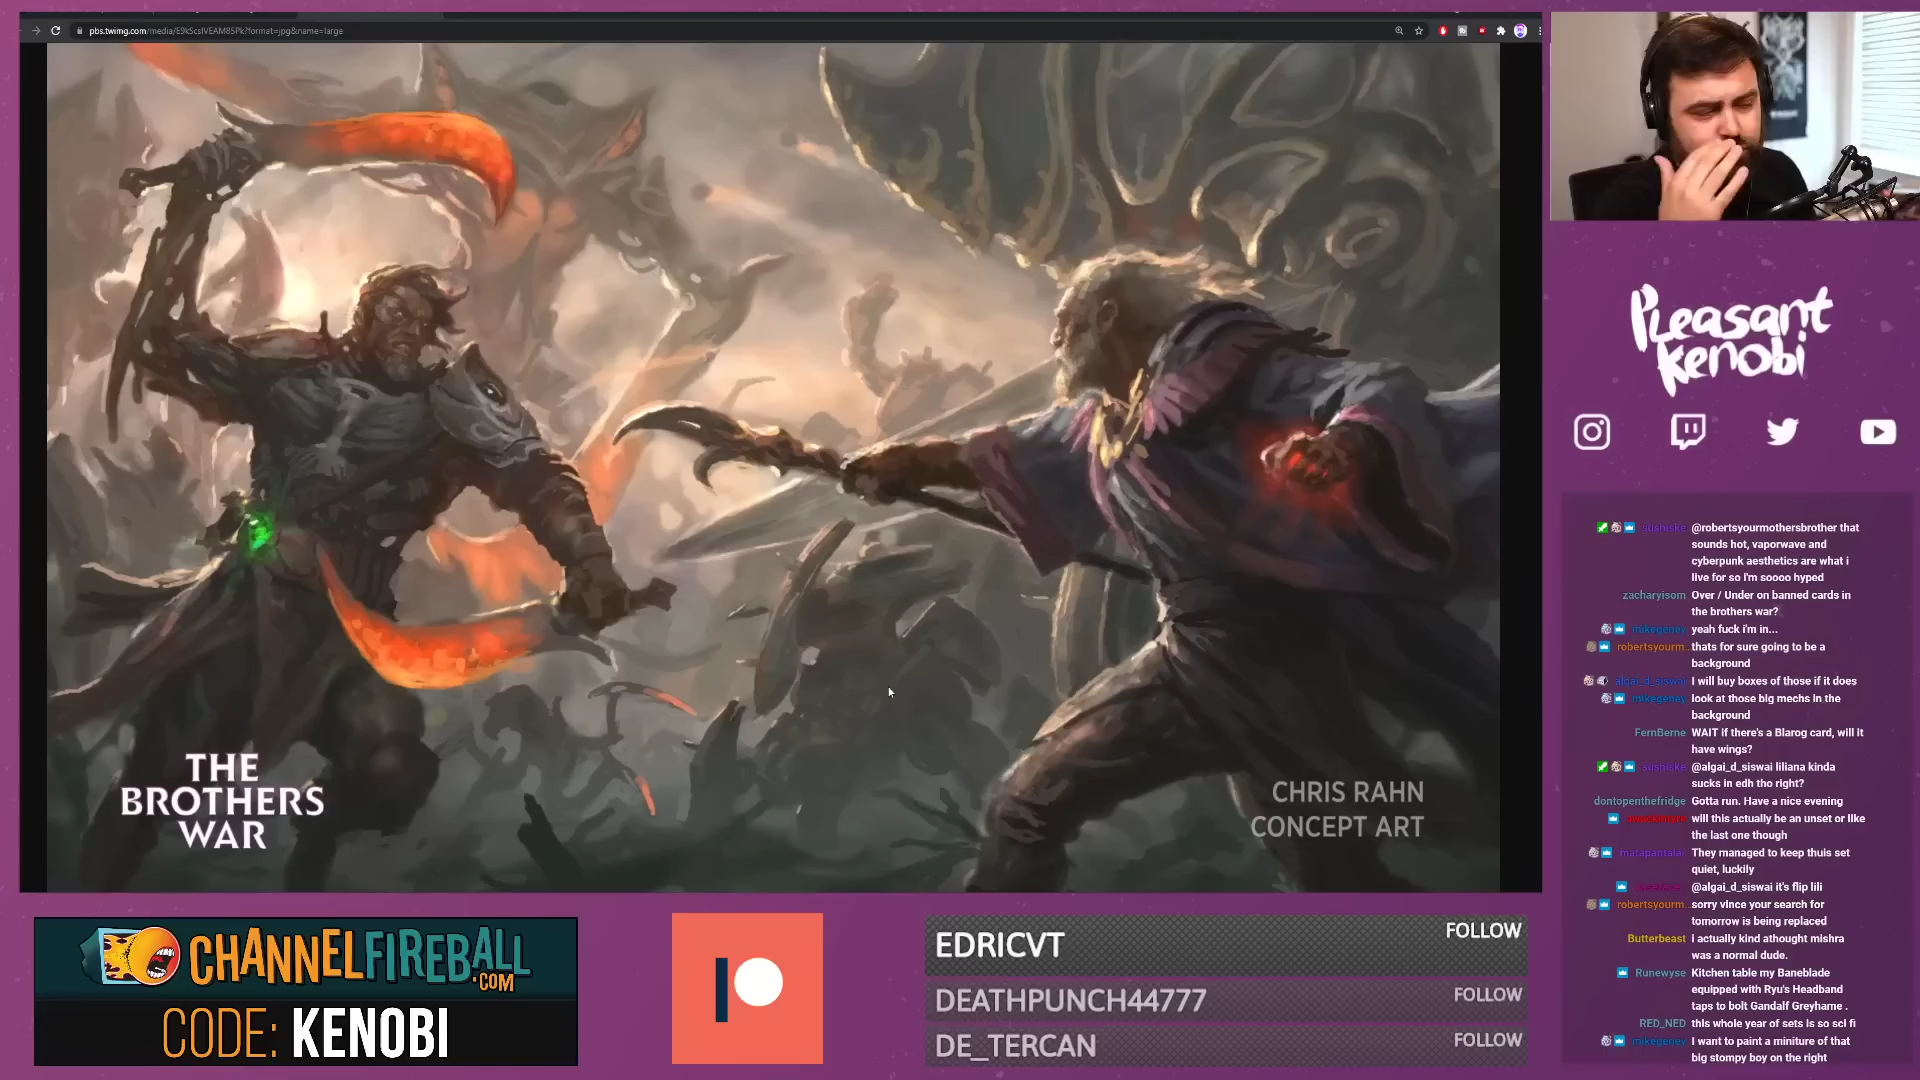 pbs.twimg.com/media/E9kScsIVEAM85Pk?format=jpg&name=large
THE
BROTHERS
WAR
CHRIS RAHN
CONCEPT ART
Pleasant
Kenobi
@robertsyourmothersbrother that
sounds hot, vaporwave and
cyberpunk aesthetics are what i
live for so I'm soooo hyped
zacharyisom Over / Under on banned cards in
the brothers war?
mikegeney yeah fuck i'm in...
robertsyourm.. thats for sure going to be a
background
algai_d_siswai I will buy boxes of those if it does
mikegeney look at those big mechs in the
background
FernBerne WAIT if there's a Blarog card, will it
have wings?
@algai_d_siswai liliana kinda
sucks in edh tho right?
dontopenthefridge Gotta run. Have a nice evening
will this actually be an unset or like
the last one though
They managed to keep thuis set
quiet, luckily
@algai_d_siswai it's flip lili
robertsyourm.. sorry vince your search for
tomorrow is being replaced
Butterbeast i actually kind athought mishra
was a normal dude.
Runewyse Kitchen table my Baneblade
equipped with Ryu's Headband
taps to bolt Gandalf Greyhame .
RED_NED this whole year of sets is so sci fi
mikegeney I want to paint a miniture of that
big stompy boy on the right
CHANNELFIREBALL
.COM
CODE: KENOBI
EDRICVT FOLLOW
DEATHPUNCH44777 FOLLOW
DE_TERCAN FOLLOW